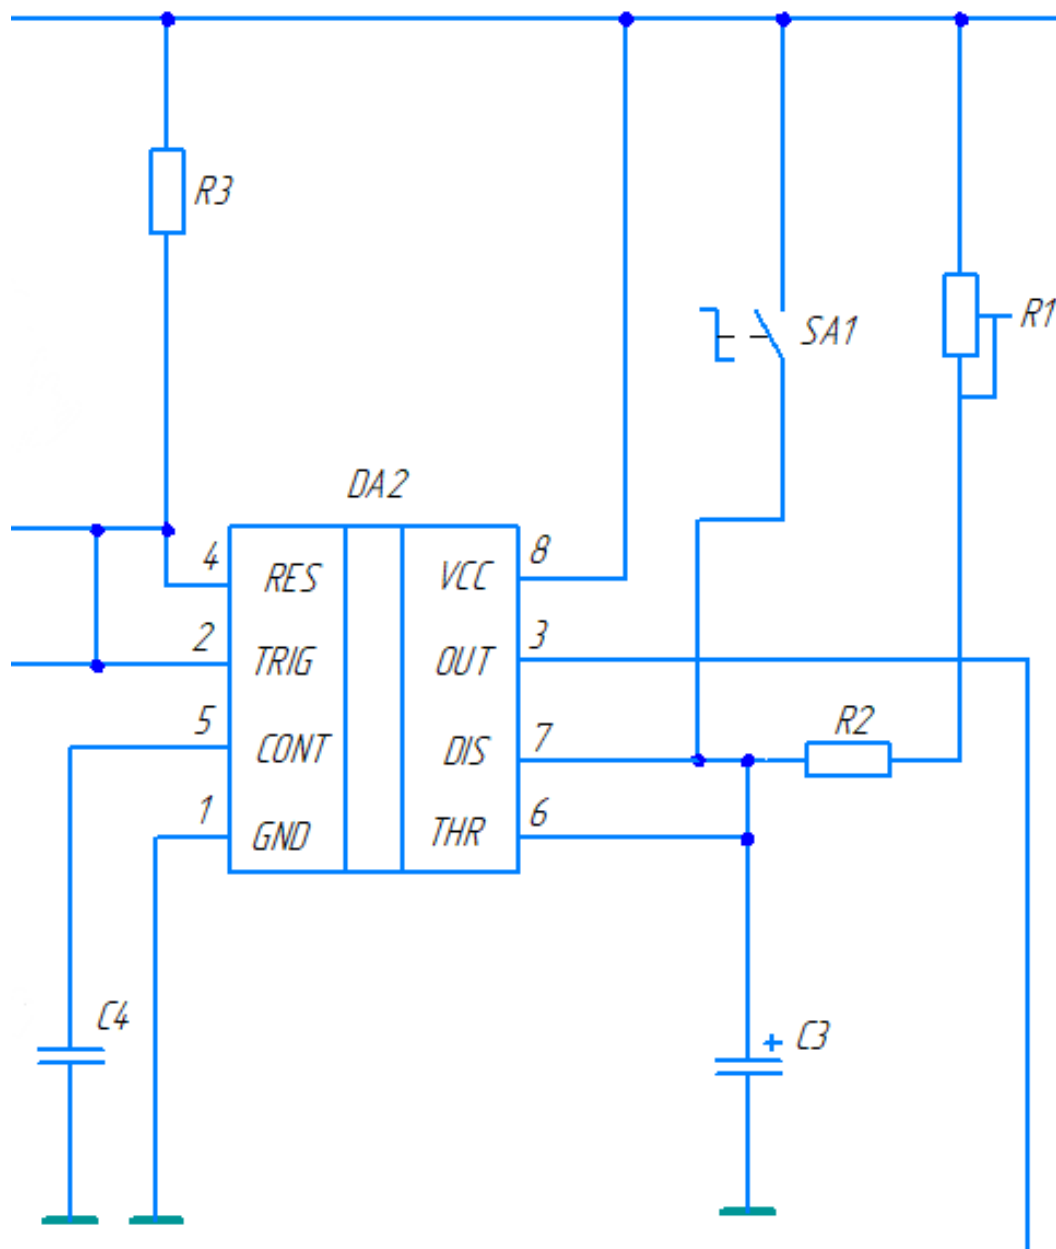 R3
R1
SA1
DA2
4
RES
VCC
8
2
TRIG
OUT
3
5
CONT
DIS
7
R2
1
GND
THR
6
C4
+
C3